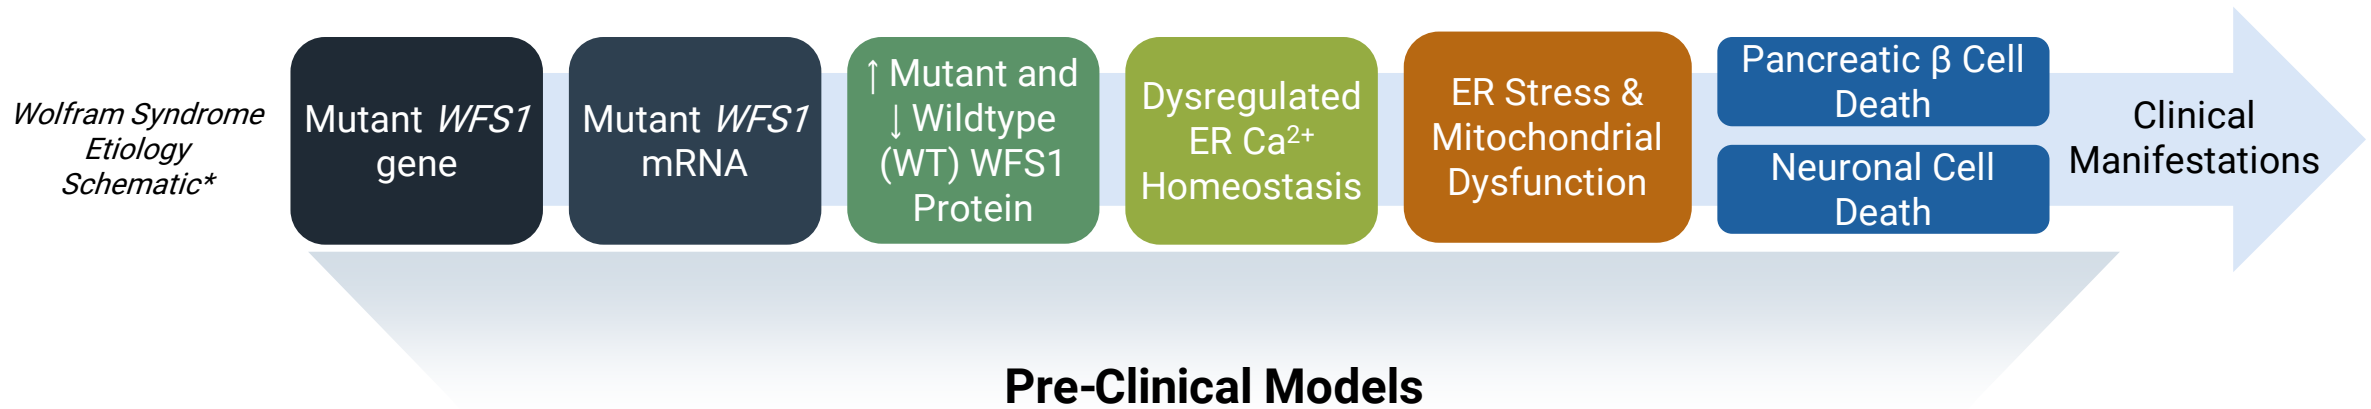 Wolfram Syndrome
Etiology
Schematic*
Mutant WFS1
gene
Mutant WFS1
mRNA
↑ Mutant and
↓ Wildtype
(WT) WFS1
Protein
Dysregulated
ER Ca²⁺
Homeostasis
ER Stress &
Mitochondrial
Dysfunction
Pancreatic β Cell
Death
Neuronal Cell
Death
Clinical
Manifestations
Pre-Clinical Models